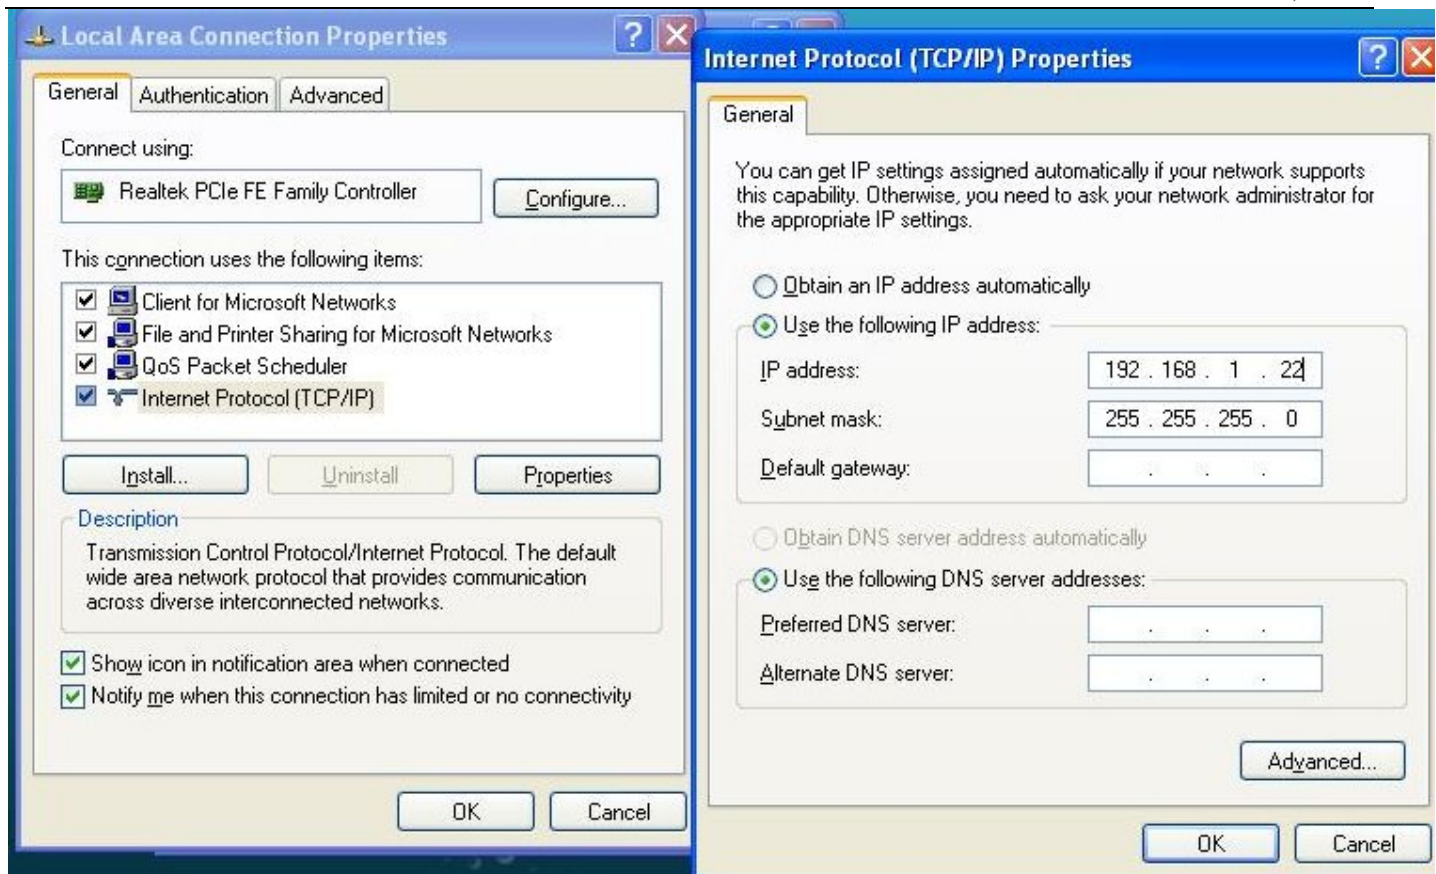 Local Area Connection Properties
General
Authentication
Advanced
Connect using:
Realtek PCIe FE Family Controller
Configure...
This connection uses the following items:
Client for Microsoft Networks
File and Printer Sharing for Microsoft Networks
QoS Packet Scheduler
Internet Protocol (TCP/IP)
Install...
Uninstall
Properties
Description
Transmission Control Protocol/Internet Protocol. The default
wide area network protocol that provides communication
across diverse interconnected networks.
Show icon in notification area when connected
Notify me when this connection has limited or no connectivity
OK
Cancel
Internet Protocol (TCP/IP) Properties
General
You can get IP settings assigned automatically if your network supports
this capability. Otherwise, you need to ask your network administrator for
the appropriate IP settings.
Obtain an IP address automatically
Use the following IP address:
IP address:
192 . 168 . 1 . 22
Subnet mask:
255 . 255 . 255 . 0
Default gateway:
. . .
Obtain DNS server address automatically
Use the following DNS server addresses:
Preferred DNS server:
. . .
Alternate DNS server:
. . .
Advanced...
OK
Cancel